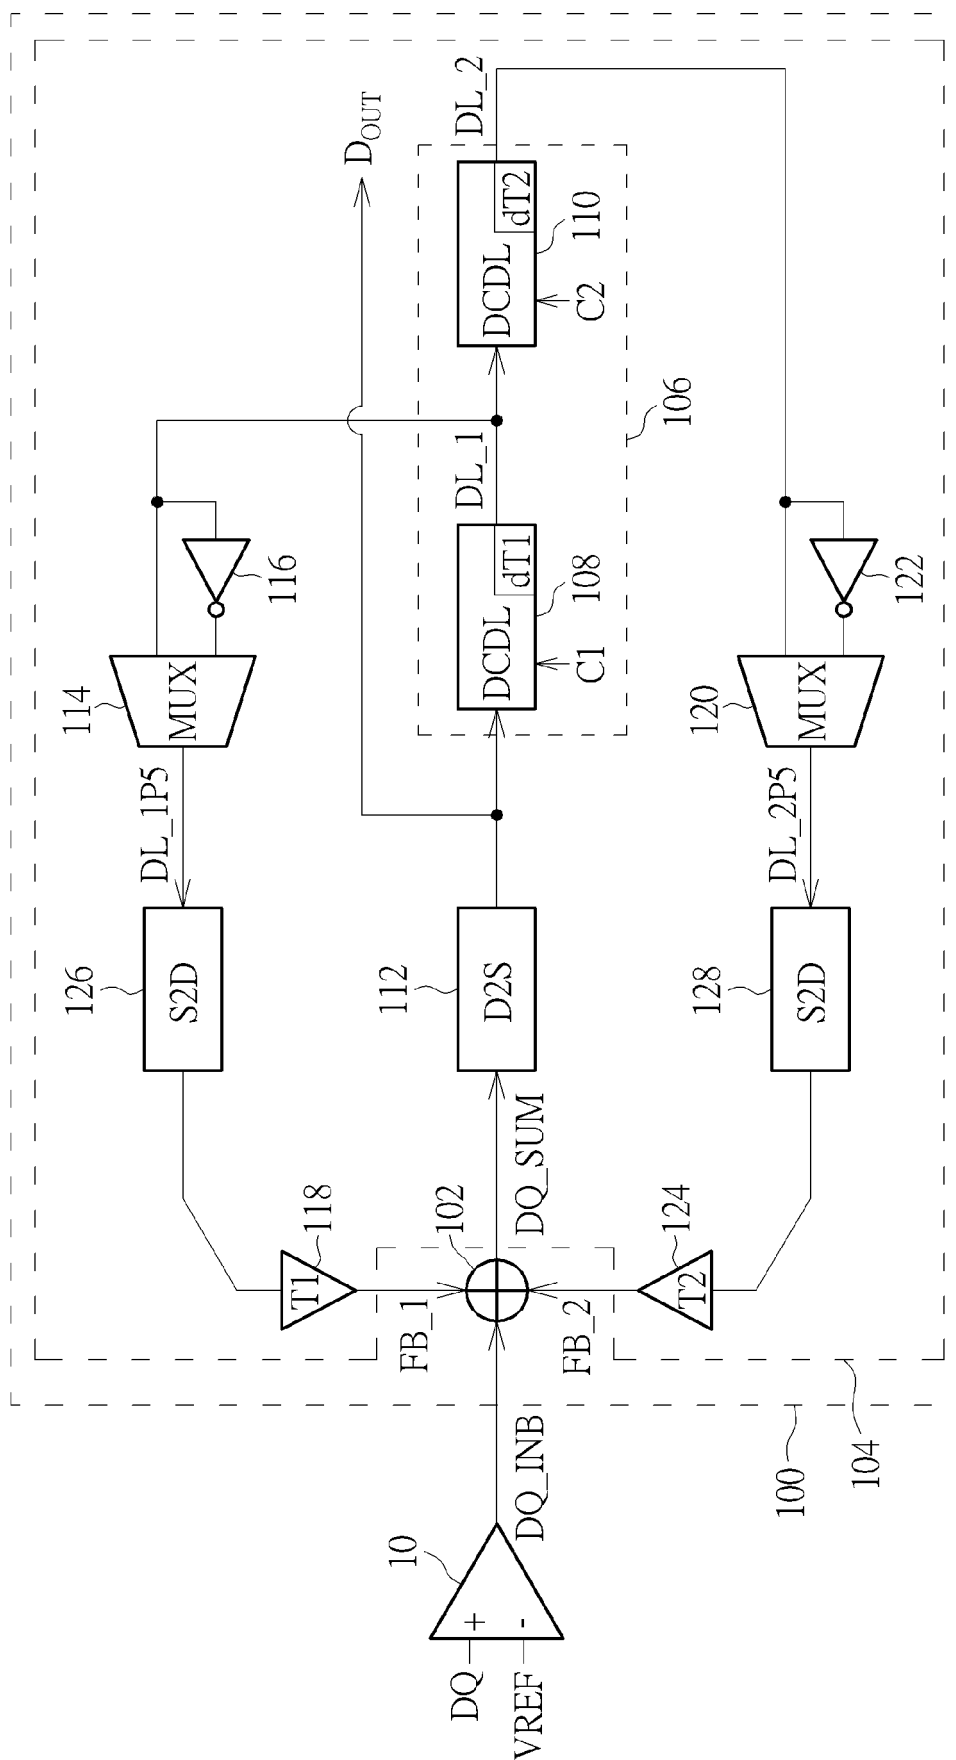 DQ
VREF
+
-
10
DQ_INB
100
104
FB_1
FB_2
102
T1
118
T2
124
DQ_SUM
S2D
126
D2S
112
S2D
128
DL_1P5
DL_2P5
MUX
114
MUX
120
116
122
DCDL
dT1
108
C1
DL_1
106
DCDL
dT2
110
C2
DL_2
DOUT